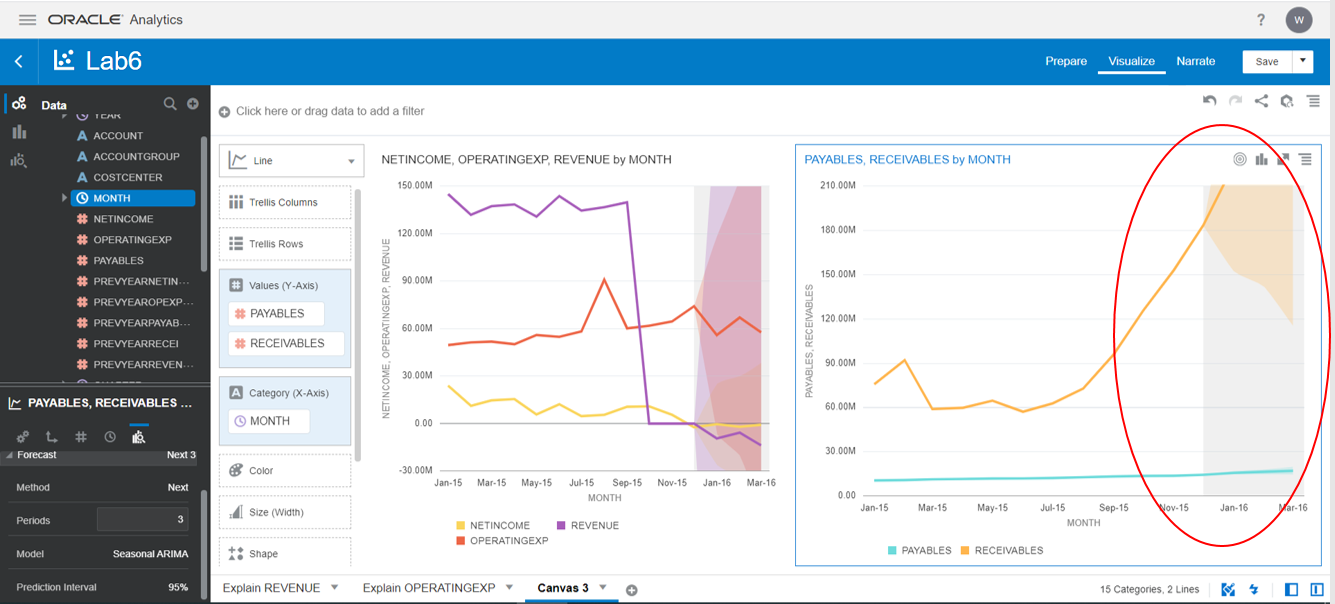 ORACLE Analytics
?
W
Lab6
Prepare
Visualize
Narrate
Save
Data
YEAR
ACCOUNT
ACCOUNTGROUP
COSTCENTER
MONTH
NETINCOME
OPERATINGEXP
PAYABLES
PREVYEARNETIN...
PREVYEAROPEXP...
PREVYEARPAYAB...
PREVYEARRECEI
PREVYEARREVEN...
PAYABLES, RECEIVABLES ...
Forecast
Next 3
Method
Next
Periods
3
Model
Seasonal ARIMA
Prediction Interval
95%
Click here or drag data to add a filter
Line
Trellis Columns
Trellis Rows
Values (Y-Axis)
PAYABLES
RECEIVABLES
Category (X-Axis)
MONTH
Color
Size (Width)
Shape
NETINCOME, OPERATINGEXP, REVENUE by MONTH
NETINCOME, OPERATINGEXP, REVENUE
150.00M
120.00M
90.00M
60.00M
30.00M
0.00
-30.00M
Jan-15 Mar-15 May-15 Jul-15 Sep-15 Nov-15 Jan-16 Mar-16
MONTH
NETINCOME
REVENUE
OPERATINGEXP
PAYABLES, RECEIVABLES by MONTH
PAYABLES, RECEIVABLES
210.00M
180.00M
150.00M
120.00M
90.00M
60.00M
30.00M
0.00
Jan-15 Mar-15 May-15 Jul-15 Sep-15 Nov-15 Jan-16 Mar-16
MONTH
PAYABLES
RECEIVABLES
Explain REVENUE
Explain OPERATINGEXP
Canvas 3
15 Categories, 2 Lines